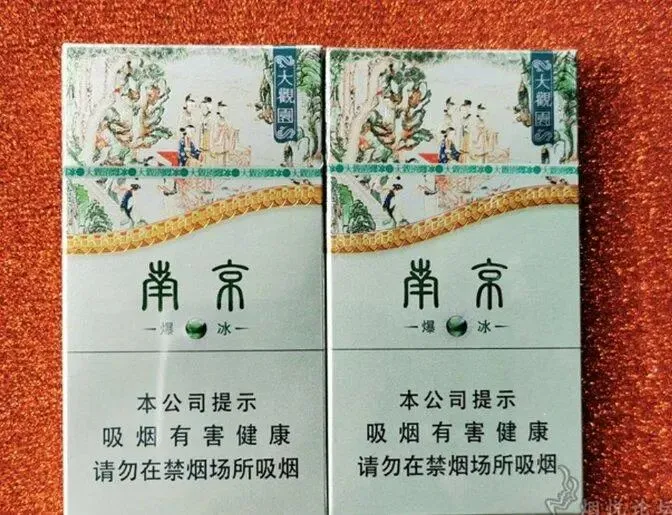 大觀園
大觀園
南京
爆冰
本公司提示
吸烟有害健康
请勿在禁烟场所吸烟
南京
爆冰
本公司提示
吸烟有害健康
请勿在禁烟场所吸烟